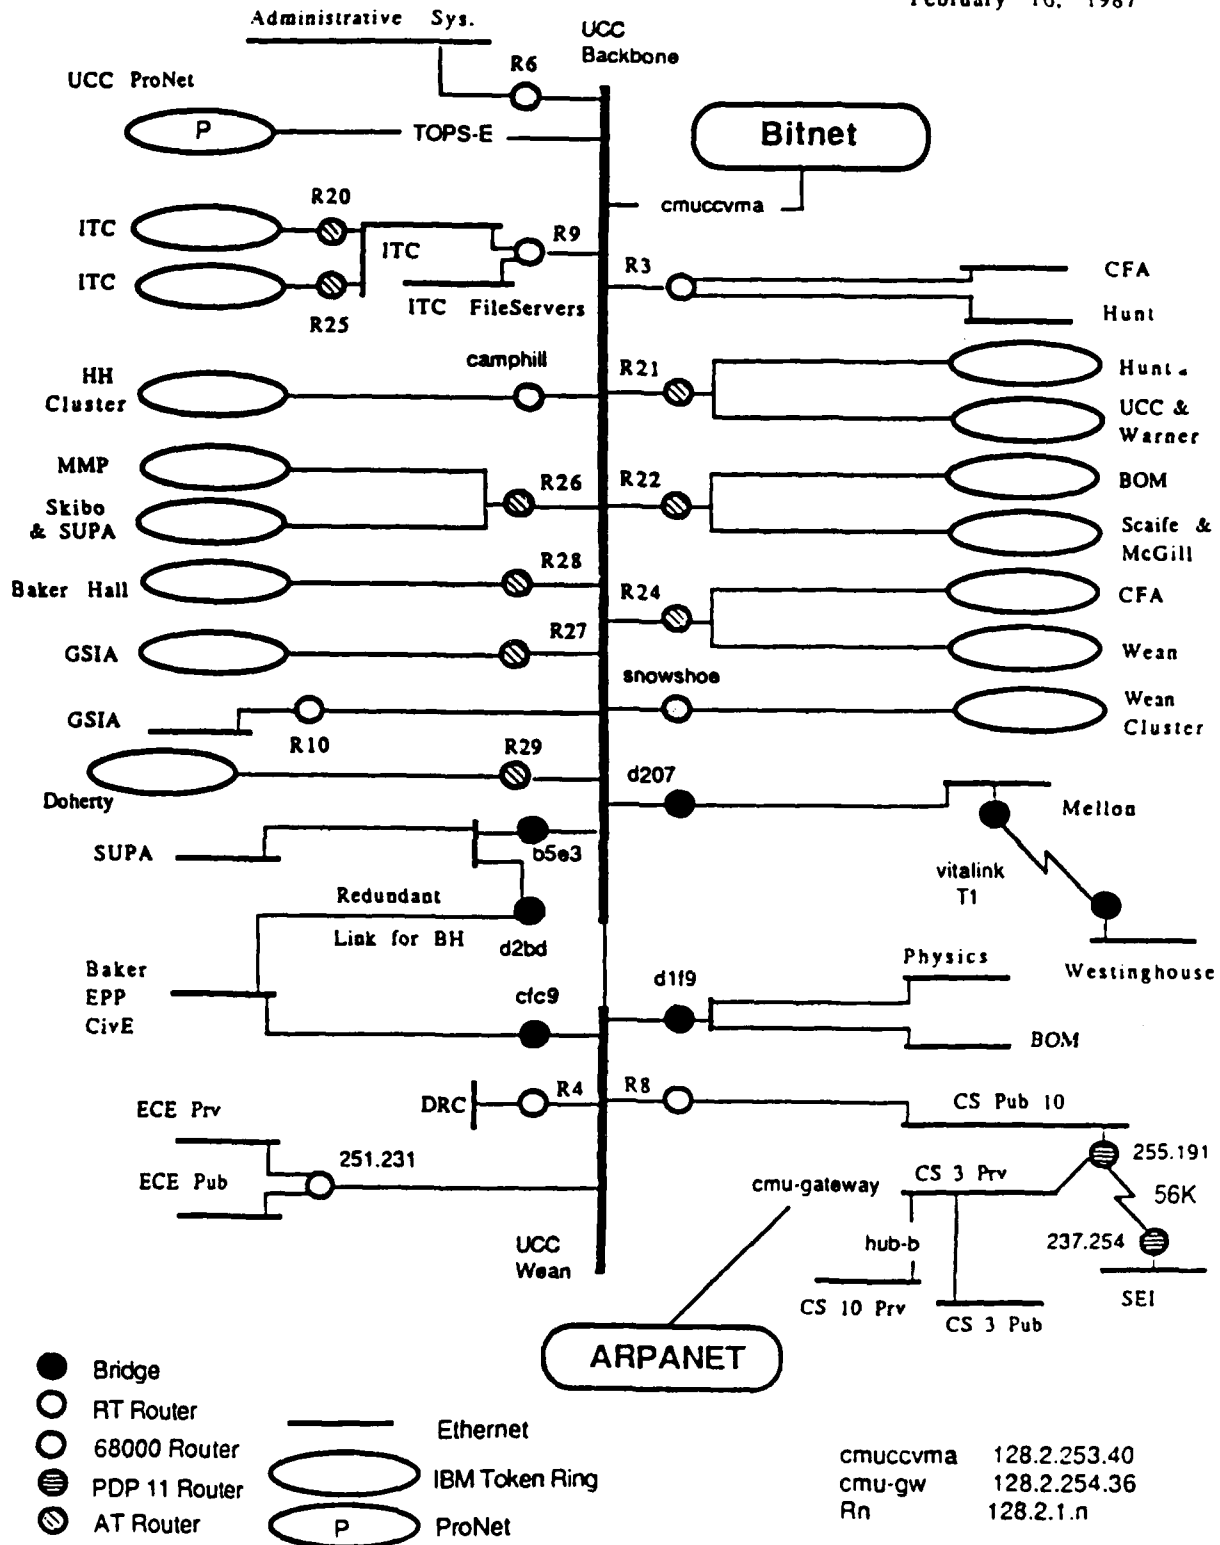 February 16, 1987
Administrative Sys.
UCC
Backbone
R6
UCC ProNet
P
TOPS-E
Bitnet
cmuccvma
R20
ITC
ITC
R9
R3
CFA
ITC
R25
ITC FileServers
Hunt
camphill
R21
Hunt
HH
Cluster
UCC &
Warner
MMP
R26
R22
BOM
Skibo
& SUPA
Scaife &
McGill
R28
Baker Hall
R24
CFA
R27
GSIA
Wean
snowshoe
GSIA
R10
Wean
Cluster
R29
d207
Doherty
Mellon
SUPA
b5e3
vitalink
T1
Redundant
Link for BH
d2bd
Physics
Westinghouse
Baker
EPP
CivE
cfc9
d1f9
BOM
ECE Prv
DRC
R4
R8
CS Pub 10
251.231
255.191
ECE Pub
cmu-gateway
CS 3 Prv
56K
UCC
Wean
hub-b
237.254
CS 10 Prv
CS 3 Pub
SEI
ARPANET
Bridge
RT Router
68000 Router
PDP 11 Router
AT Router
Ethernet
IBM Token Ring
P
ProNet
cmuccvma 128.2.253.40
cmu-gw 128.2.254.36
Rn 128.2.1.n